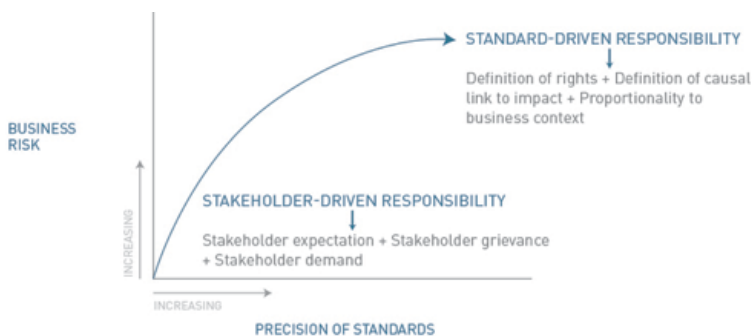 STANDARD-DRIVEN RESPONSIBILITY
Definition of rights + Definition of causal
link to impact + Proportionality to
business context
BUSINESS
RISK
INCREASING
STAKEHOLDER-DRIVEN RESPONSIBILITY
Stakeholder expectation + Stakeholder grievance
+ Stakeholder demand
INCREASING
PRECISION OF STANDARDS